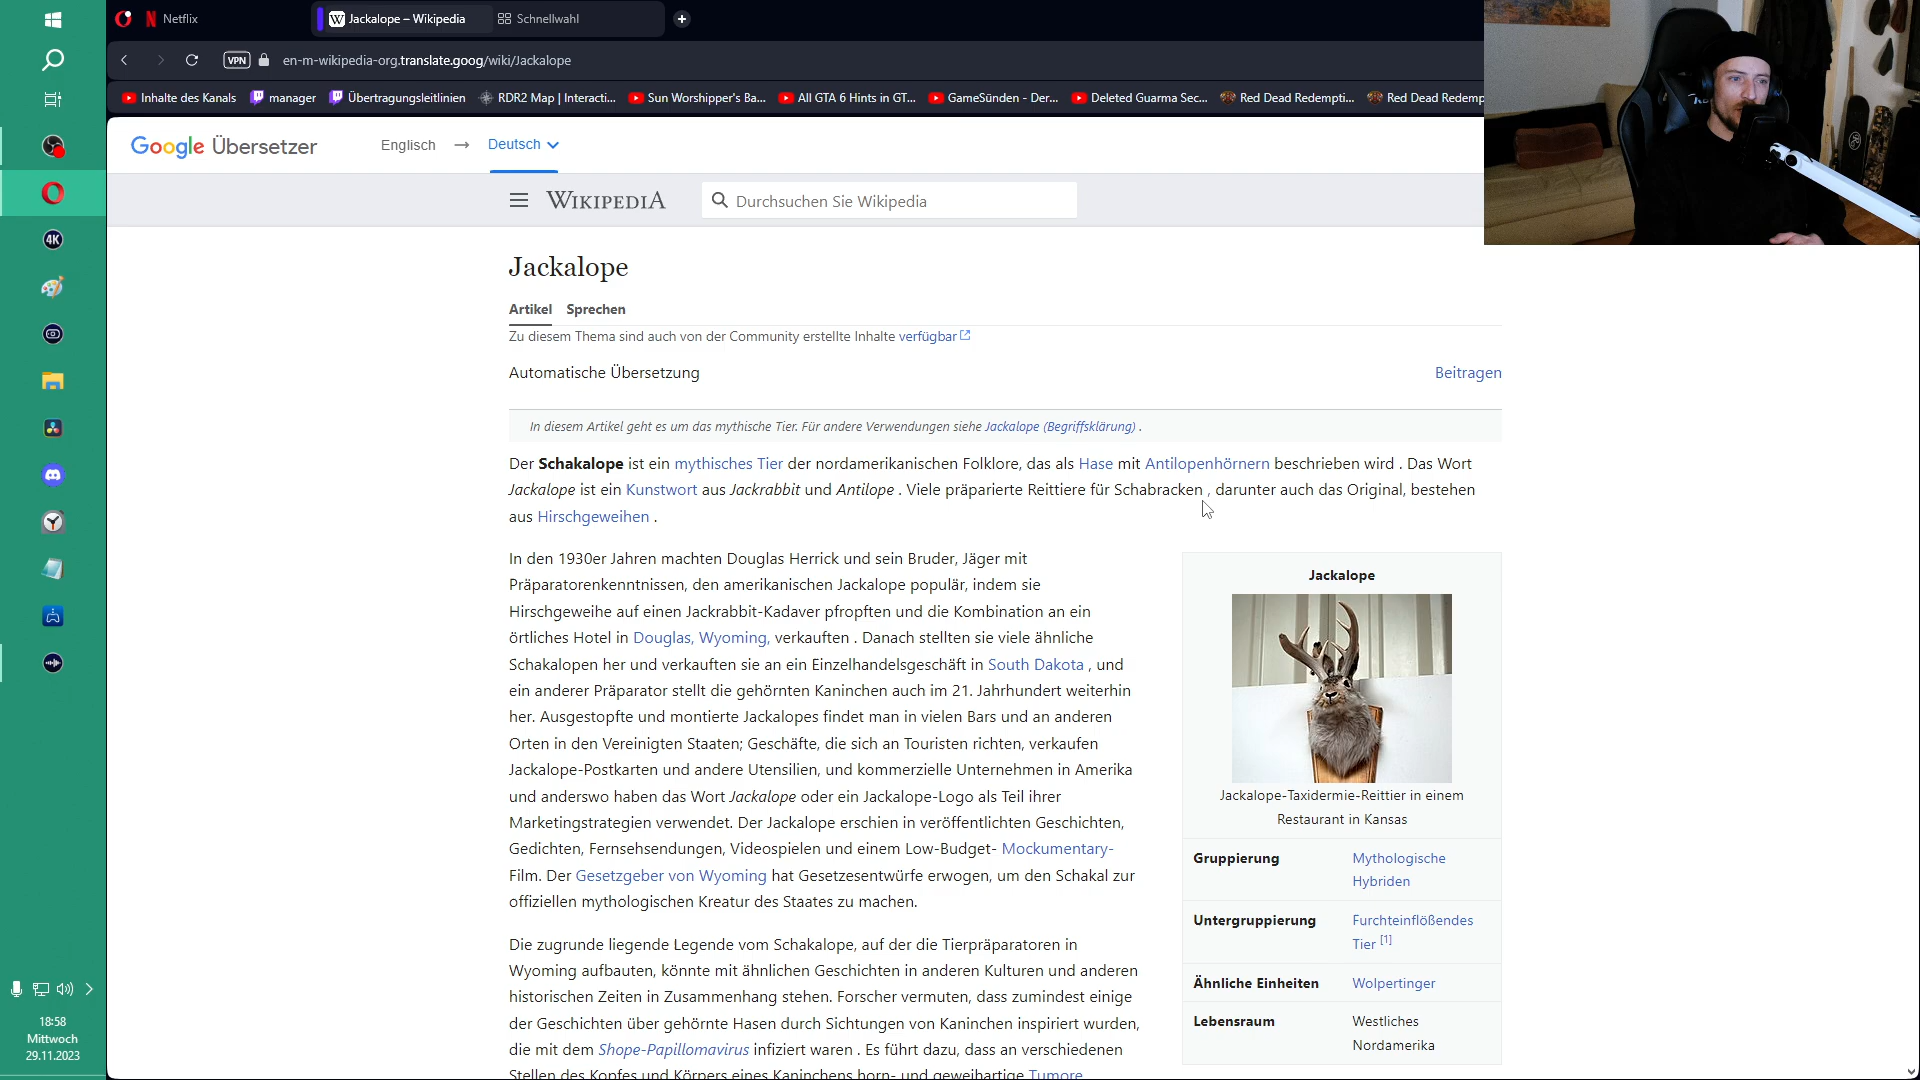 Netflix
Jackalope – Wikipedia
Schnellwahl
VPN
en-m-wikipedia-org.translate.goog/wiki/Jackalope
Inhalte des Kanals
manager
Übertragungsleitlinien
RDR2 Map | Interacti...
Sun Worshipper's Ba...
All GTA 6 Hints in GT...
GameSünden - Der...
Deleted Guarma Sec...
Red Dead Redempti...
Red Dead Redemp
Google Übersetzer
Englisch → Deutsch
WIKIPEDIA
Durchsuchen Sie Wikipedia
Jackalope
Artikel Sprechen
Zu diesem Thema sind auch von der Community erstellte Inhalte verfügbar
Automatische Übersetzung
Beitragen
In diesem Artikel geht es um das mythische Tier. Für andere Verwendungen siehe Jackalope (Begriffsklärung) .
Der Schakalope ist ein mythisches Tier der nordamerikanischen Folklore, das als Hase mit Antilopenhörnern beschrieben wird . Das Wort
Jackalope ist ein Kunstwort aus Jackrabbit und Antilope . Viele präparierte Reittiere für Schabracken , darunter auch das Original, bestehen
aus Hirschgeweihen .
In den 1930er Jahren machten Douglas Herrick und sein Bruder, Jäger mit
Präparatorenkenntnissen, den amerikanischen Jackalope populär, indem sie
Hirschgeweihe auf einen Jackrabbit-Kadaver pfropften und die Kombination an ein
örtliches Hotel in Douglas, Wyoming, verkauften . Danach stellten sie viele ähnliche
Schakalopen her und verkauften sie an ein Einzelhandelsgeschäft in South Dakota , und
ein anderer Präparator stellt die gehörnten Kaninchen auch im 21. Jahrhundert weiterhin
her. Ausgestopfte und montierte Jackalopes findet man in vielen Bars und an anderen
Orten in den Vereinigten Staaten; Geschäfte, die sich an Touristen richten, verkaufen
Jackalope-Postkarten und andere Utensilien, und kommerzielle Unternehmen in Amerika
und anderswo haben das Wort Jackalope oder ein Jackalope-Logo als Teil ihrer
Marketingstrategien verwendet. Der Jackalope erschien in veröffentlichten Geschichten,
Gedichten, Fernsehsendungen, Videospielen und einem Low-Budget- Mockumentary-
Film. Der Gesetzgeber von Wyoming hat Gesetzesentwürfe erwogen, um den Schakal zur
offiziellen mythologischen Kreatur des Staates zu machen.
Die zugrunde liegende Legende vom Schakalope, auf der die Tierpräparatoren in
Wyoming aufbauten, könnte mit ähnlichen Geschichten in anderen Kulturen und anderen
historischen Zeiten in Zusammenhang stehen. Forscher vermuten, dass zumindest einige
der Geschichten über gehörnte Hasen durch Sichtungen von Kaninchen inspiriert wurden,
die mit dem Shope-Papillomavirus infiziert waren . Es führt dazu, dass an verschiedenen
Stellen des Kopfes und Körpers eines Kaninchens horn- und geweihartige Tumore
Jackalope
Jackalope-Taxidermie-Reittier in einem
Restaurant in Kansas
Gruppierung Mythologische
Hybriden
Untergruppierung Furchteinflößendes
Tier [1]
Ähnliche Einheiten Wolpertinger
Lebensraum Westliches
Nordamerika
4K
18:58
Mittwoch
29.11.2023